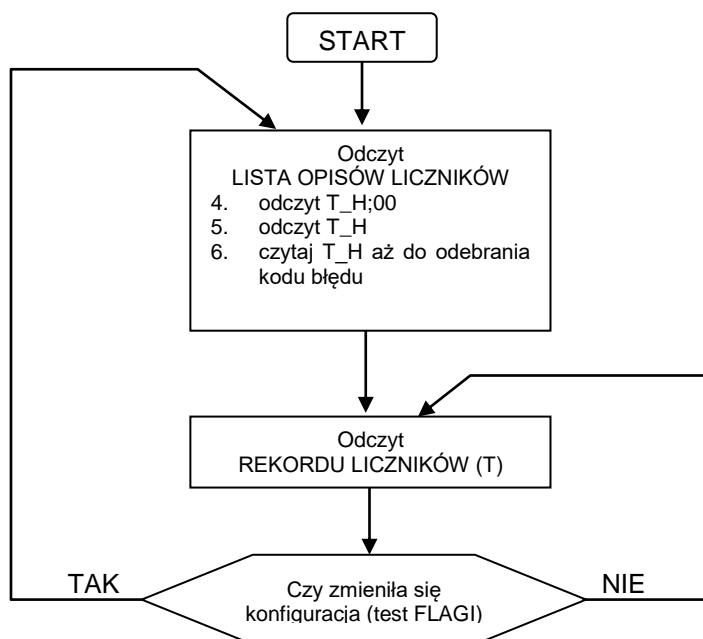 START
Odczyt
LISTA OPISÓW LICZNIKÓW
4. odczyt T_H;00
5. odczyt T_H
6. czytaj T_H aż do odebrania
kodu błędu
Odczyt
REKORDU LICZNIKÓW (T)
TAK
Czy zmieniła się
konfiguracja (test FLAGI)
NIE